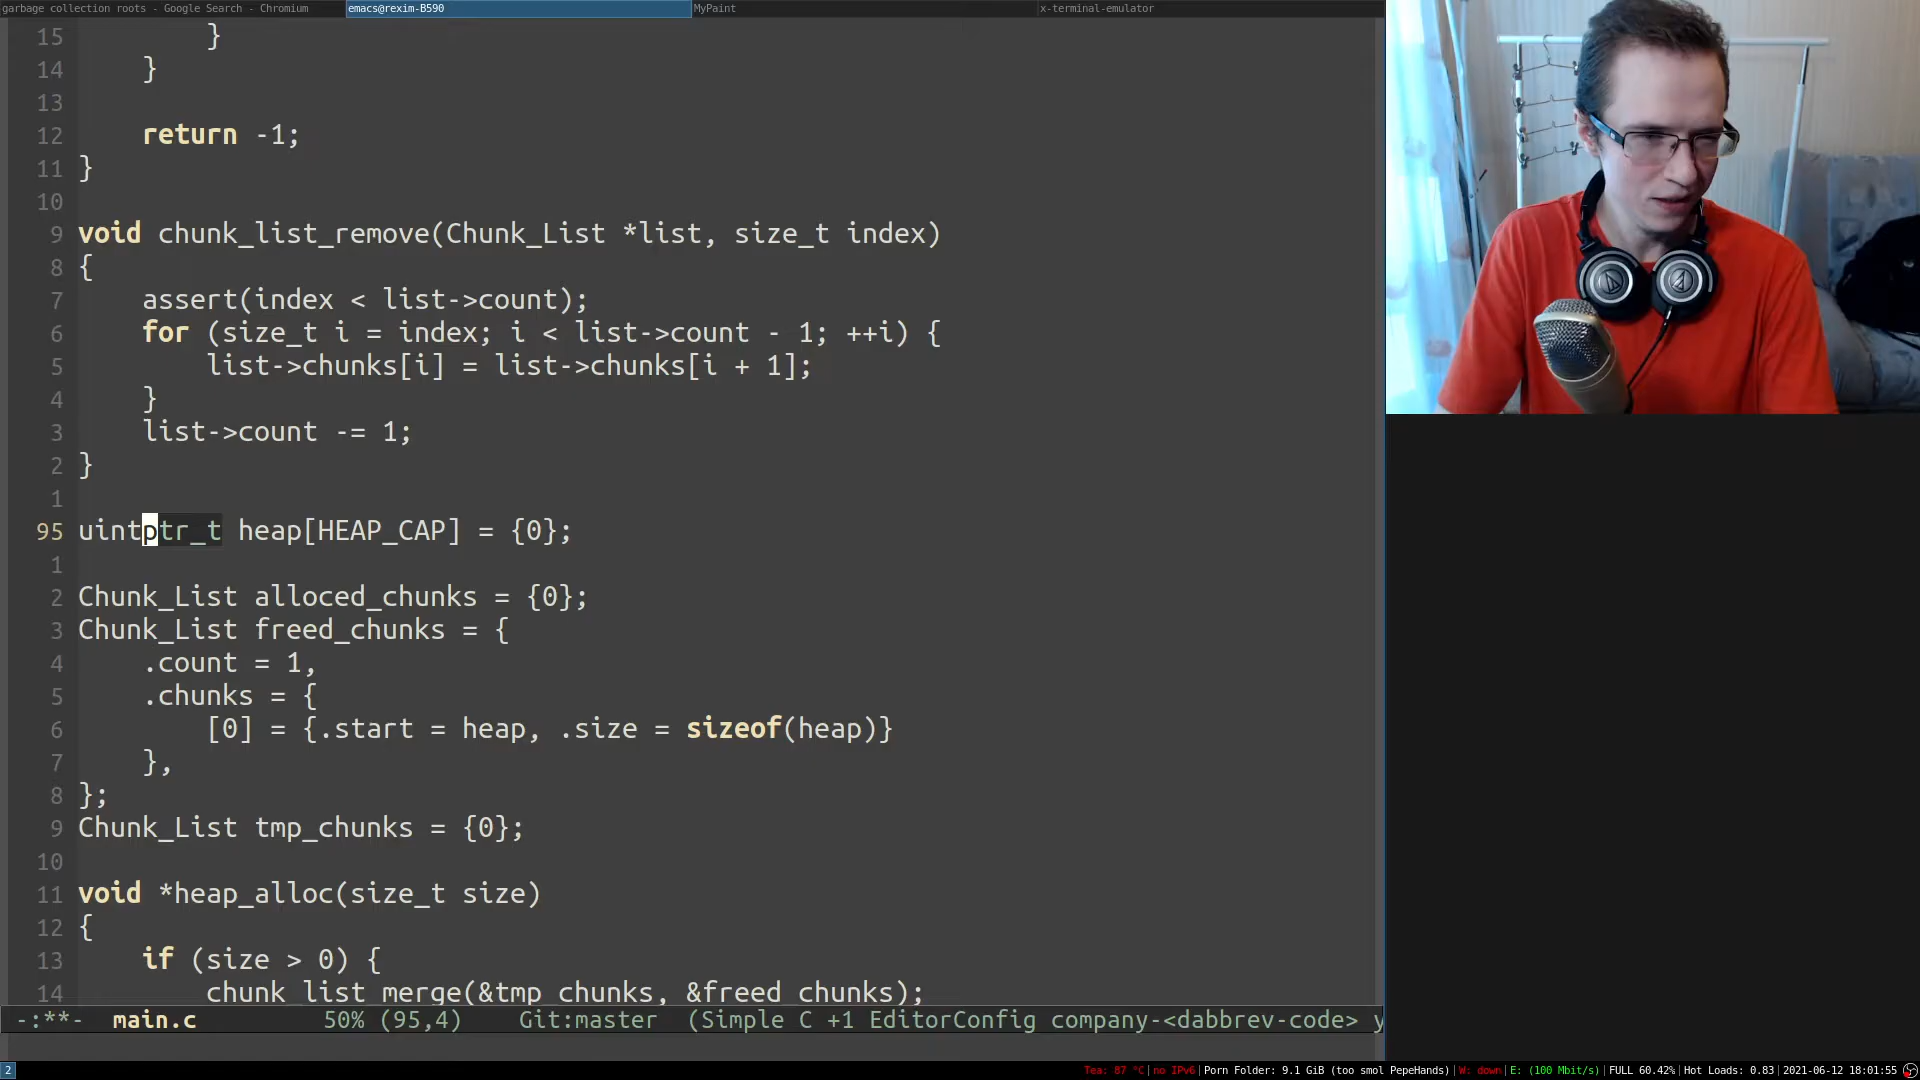 garbage collection roots - Google Search - Chromium
emacs@rexim-B590
MyPaint
x-terminal-emulator
15         }
14     }
13
12     return -1;
11 }
10
9 void chunk_list_remove(Chunk_List *list, size_t index)
8 {
7     assert(index < list->count);
6     for (size_t i = index; i < list->count - 1; ++i) {
5         list->chunks[i] = list->chunks[i + 1];
4     }
3     list->count -= 1;
2 }
1
95 uintptr_t heap[HEAP_CAP] = {0};
1
2 Chunk_List alloced_chunks = {0};
3 Chunk_List freed_chunks = {
4     .count = 1,
5     .chunks = {
6         [0] = {.start = heap, .size = sizeof(heap)}
7     },
8 };
9 Chunk_List tmp_chunks = {0};
10
11 void *heap_alloc(size_t size)
12 {
13     if (size > 0) {
14         chunk_list_merge(&tmp_chunks, &freed_chunks);
-:**-  main.c        50% (95,4)    Git:master  (Simple C +1 EditorConfig company-<dabbrev-code> y
2
Tea: 87 °C|no IPv6|Porn Folder: 9.1 GiB (too smol PepeHands)|W: down|E: (100 Mbit/s)|FULL 60.42%|Hot Loads: 0.83|2021-06-12 18:01:55